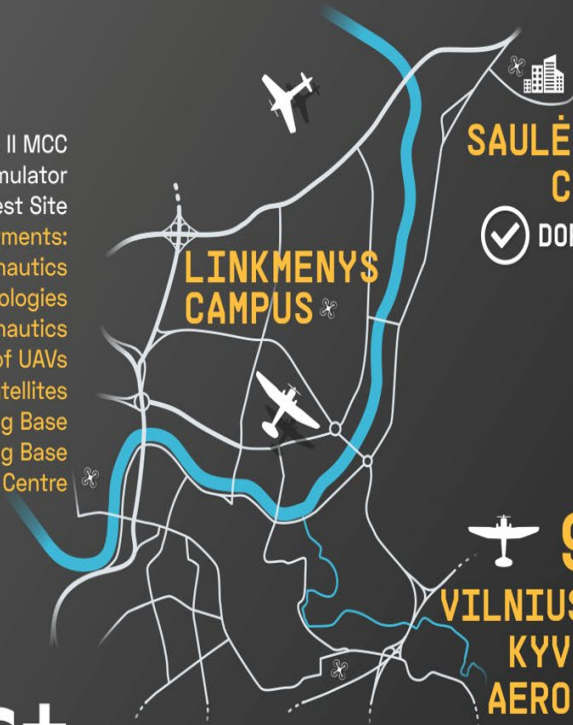 II MCC
mulator
est Site
ments:
nautics
ologies
nautics
of UAVs
tellites
g Base
g Base
Centre
LINKMENYS
CAMPUS
SAULĖ
C
DOR
VILNIUS
KYV
AERO